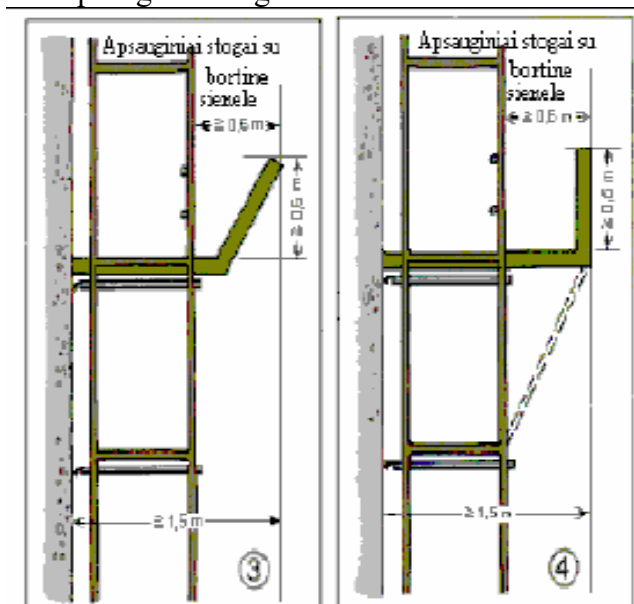 Apsauginiai stogai su
bortine
sienele
≥ 0,6 m
≥ 0,6 m
≥ 1,5 m
3
Apsauginiai stogai su
bortine
sienele
≥ 0,6 m
≥ 0,6 m
≥ 1,5 m
4